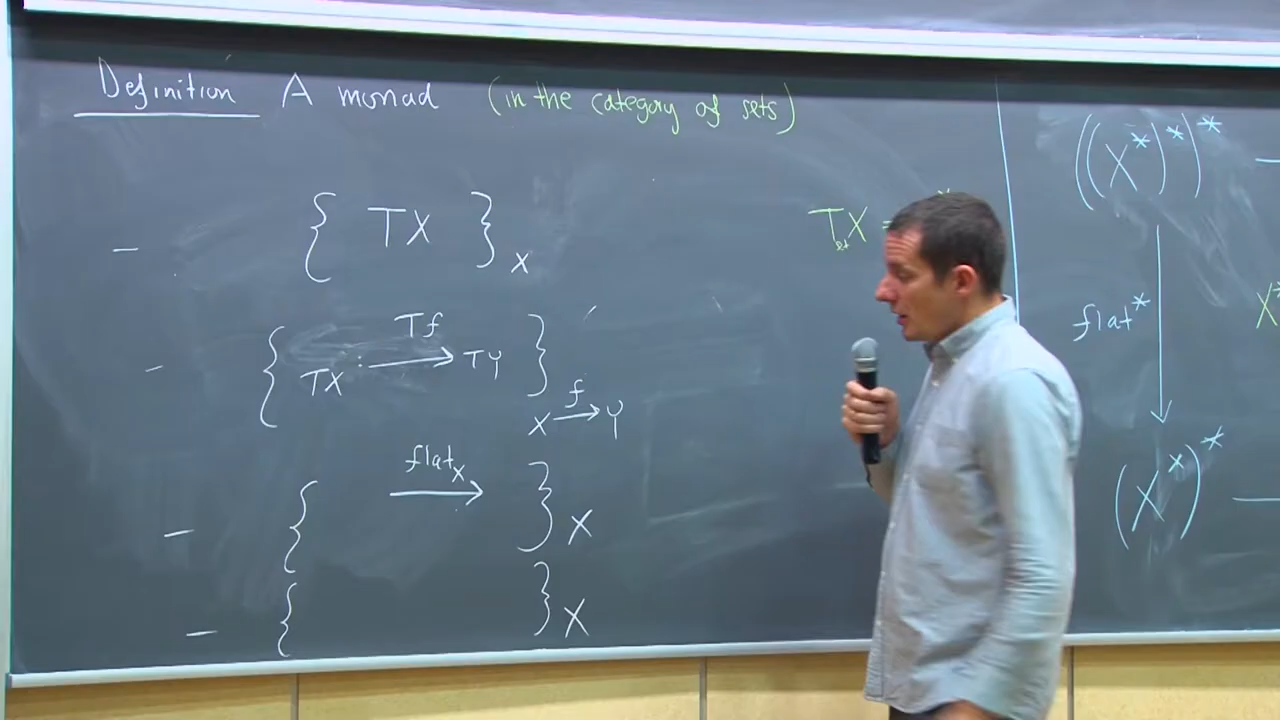 Definition A monad (in the category of sets)
- { TX }X
- { TX Tf → TY } X f → Y
- { flatX → }X
- { }X
TX =
((X*)*)* —
flat*
X*
(X*)* —